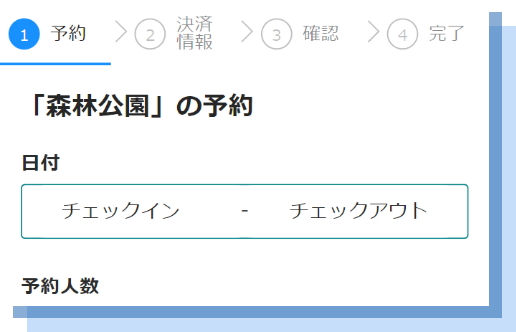 1 予約 2 決済情報 3 確認 4 完了
「森林公園」の予約
日付
チェックイン - チェックアウト
予約人数